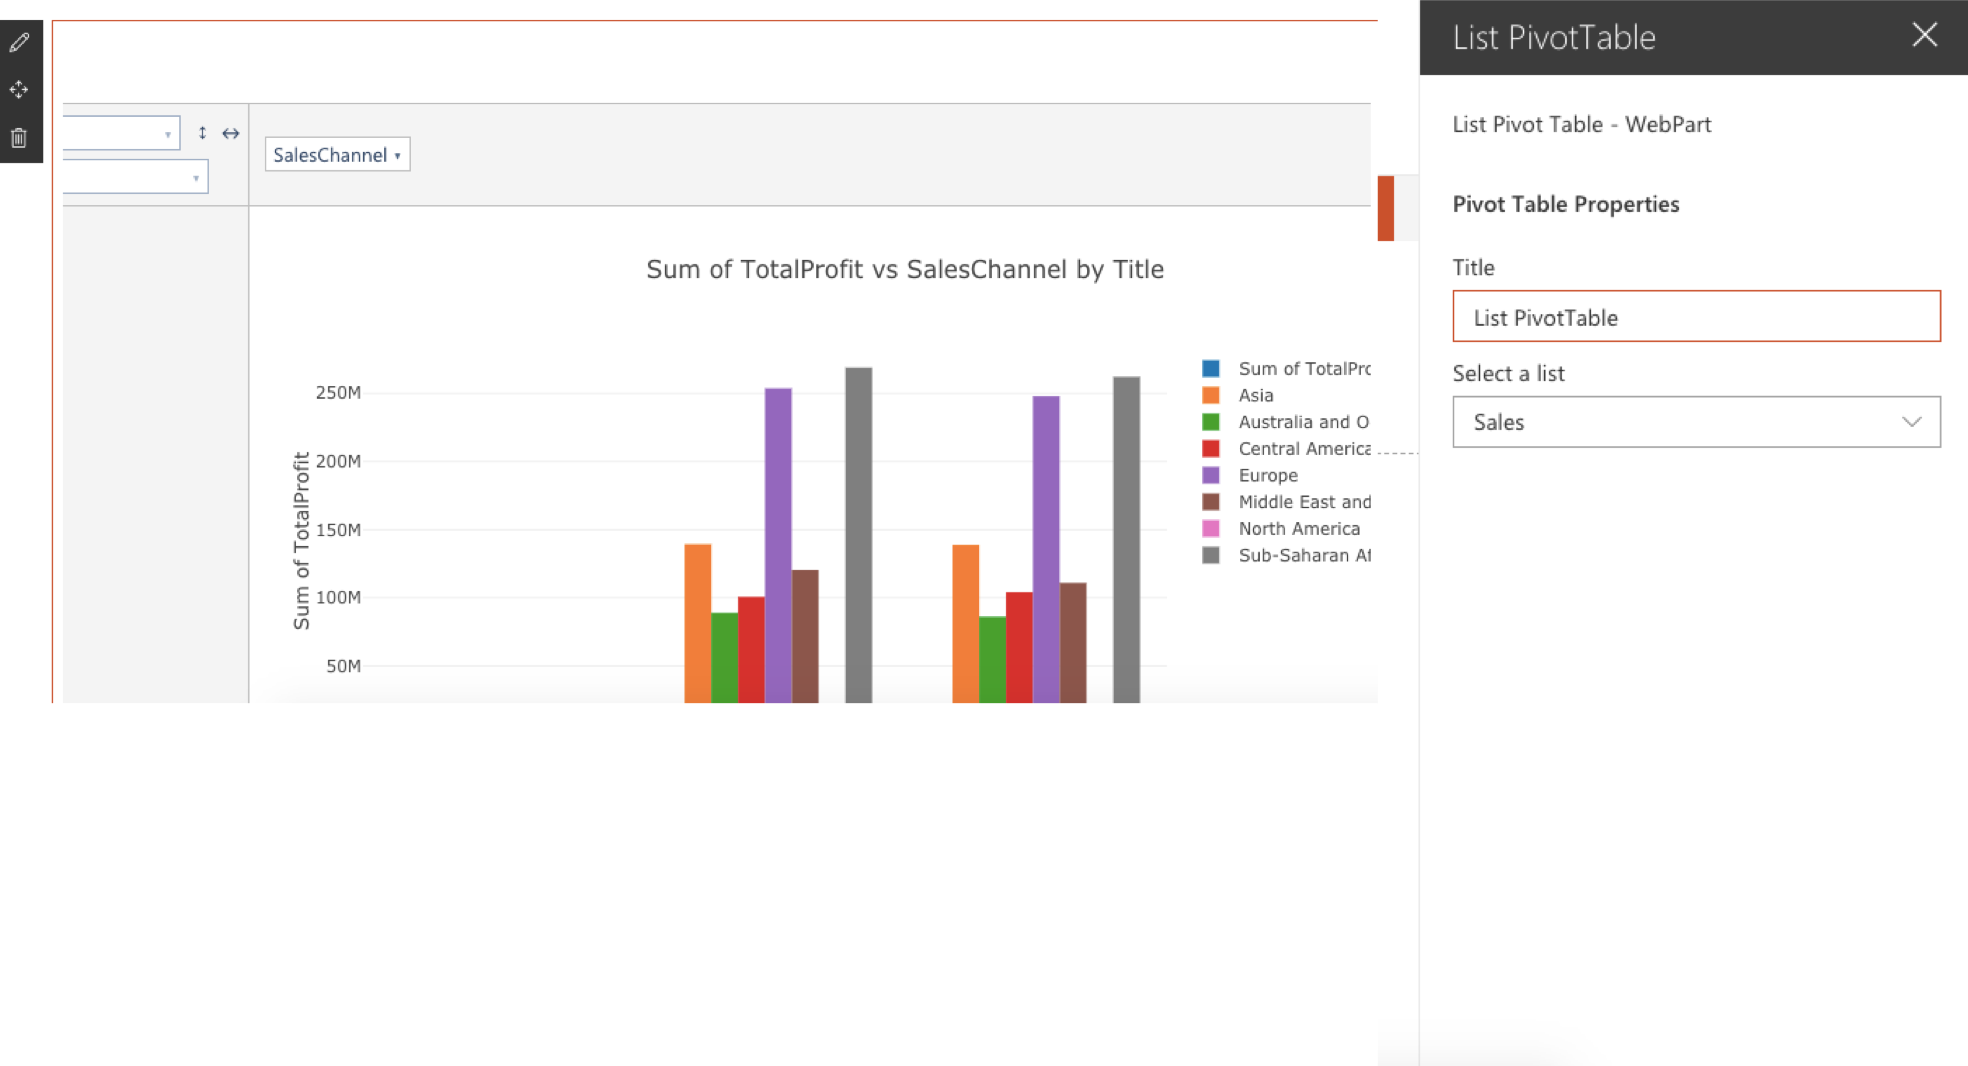 List PivotTable
List Pivot Table - WebPart
Pivot Table Properties
Title
List PivotTable
Select a list
Sales
SalesChannel
Sum of TotalProfit vs SalesChannel by Title
250M
200M
150M
100M
50M
Sum of TotalProfit
Sum of
Asia
Australia and
Central America
Europe
Middle East and
North America
Sub-Saharan